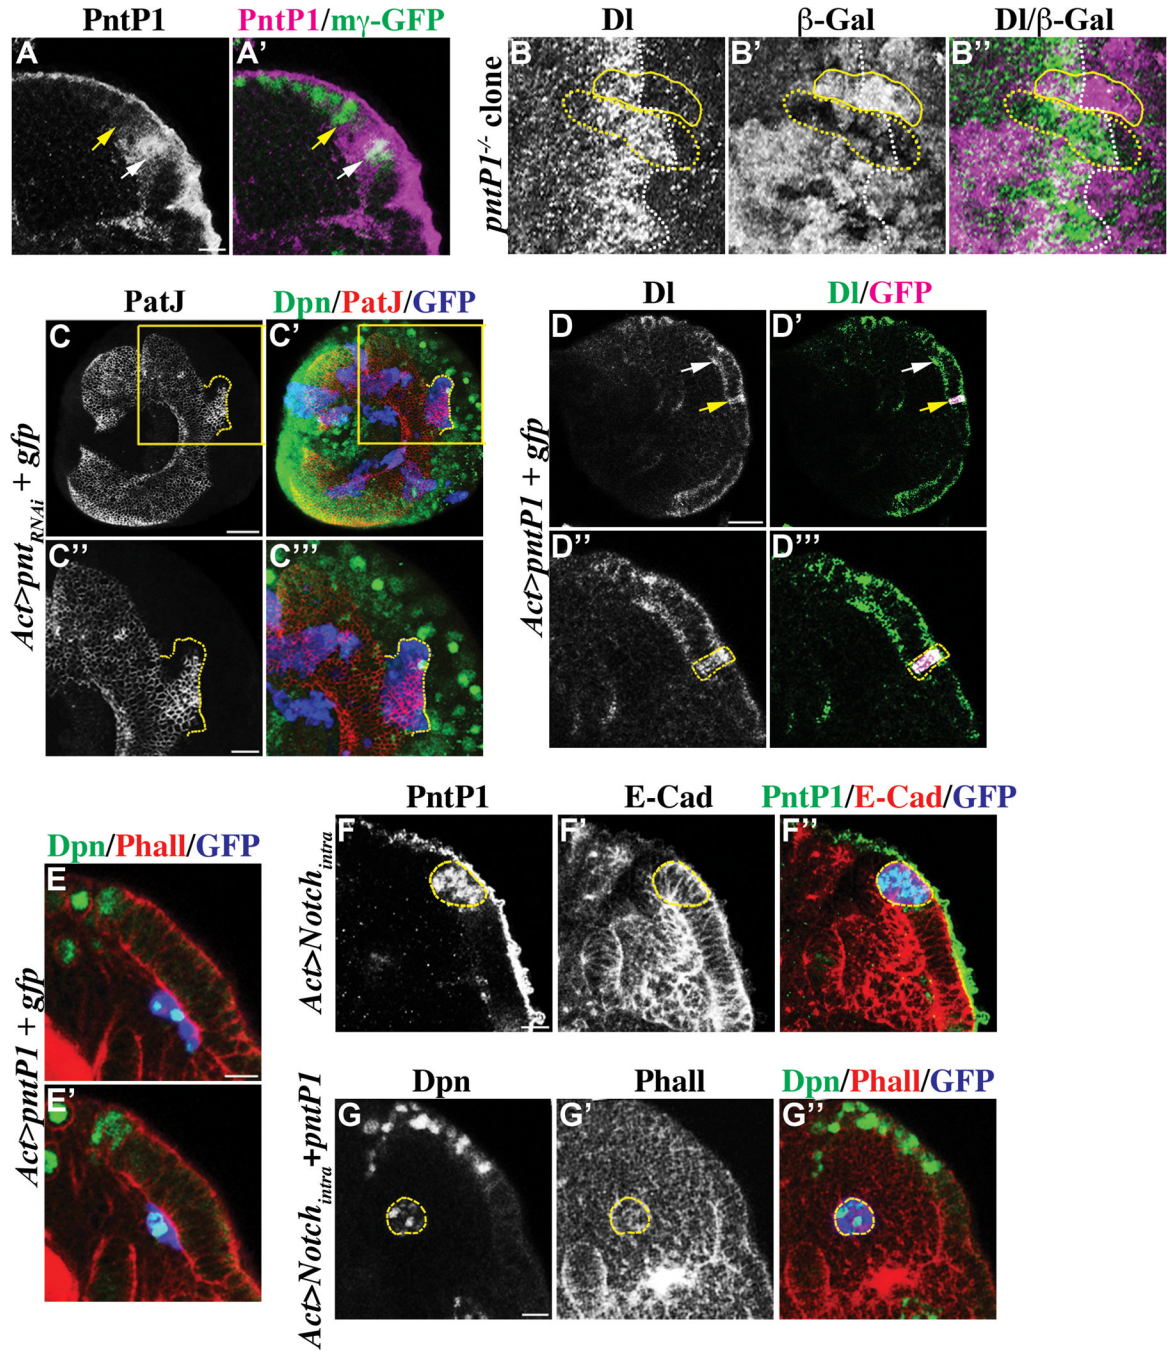 PntP1
PntP1/mγ-GFP
Dl
β-Gal
Dl/β-Gal
pntP1-/- clone
A
A'
B
B'
B''
PatJ
Dpn/PatJ/GFP
Dl
Dl/GFP
Act>pntRNAi + gfp
C
C'
C''
C'''
Act>pntP1 + gfp
D
D'
D''
D'''
PntP1
E-Cad
PntP1/E-Cad/GFP
Dpn/Phall/GFP
Act>pntP1 + gfp
E
E'
Act>Notchintra
F
F'
F''
Dpn
Phall
Dpn/Phall/GFP
Act>Notchintra+pntP1
G
G'
G''